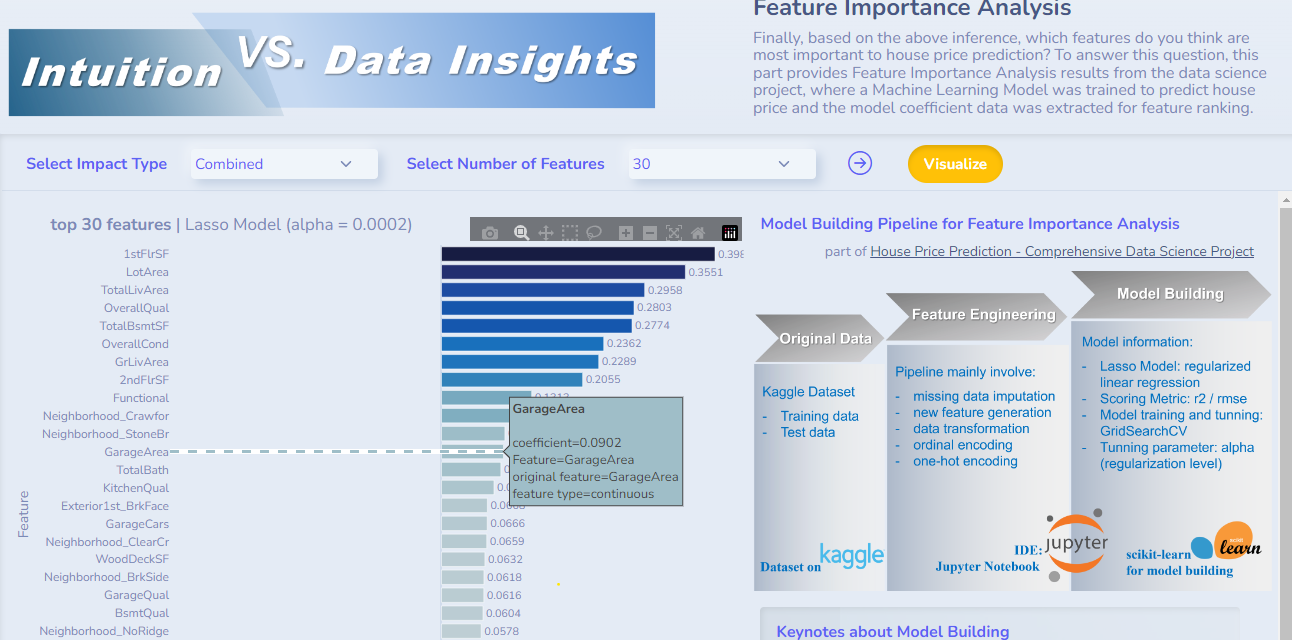 Intuition VS. Data Insights
Feature Importance Analysis
Finally, based on the above inference, which features do you think are
most important to house price prediction? To answer this question, this
part provides Feature Importance Analysis results from the data science
project, where a Machine Learning Model was trained to predict house
price and the model coefficient data was extracted for feature ranking.
Select Impact Type
Combined
Select Number of Features
30
Visualize
top 30 features | Lasso Model (alpha = 0.0002)
1stFlrSF 0.398
LotArea 0.3551
TotalLivArea 0.2958
OverallQual 0.2803
TotalBsmtSF 0.2774
OverallCond 0.2362
GrLivArea 0.2289
2ndFlrSF 0.2055
Functional
Neighborhood_Crawfor
Neighborhood_StoneBr
GarageArea
TotalBath
KitchenQual
Exterior1st_BrkFace
GarageCars 0.0666
Neighborhood_ClearCr 0.0659
WoodDeckSF 0.0632
Neighborhood_BrkSide 0.0618
GarageQual 0.0616
BsmtQual 0.0604
Neighborhood_NoRidge 0.0578
Feature
GarageArea
coefficient=0.0902
Feature=GarageArea
original feature=GarageArea
feature type=continuous
Model Building Pipeline for Feature Importance Analysis
part of House Price Prediction - Comprehensive Data Science Project
Original Data
Kaggle Dataset
- Training data
- Test data
Dataset on kaggle
Feature Engineering
Pipeline mainly involve:
- missing data imputation
- new feature generation
- data transformation
- ordinal encoding
- one-hot encoding
IDE:
Jupyter Notebook
jupyter
Model Building
Model information:
- Lasso Model: regularized
linear regression
- Scoring Metric: r2 / rmse
- Model training and tunning:
GridSearchCV
- Tunning parameter: alpha
(regularization level)
scikit-learn
for model building
scikit
learn
Keynotes about Model Building